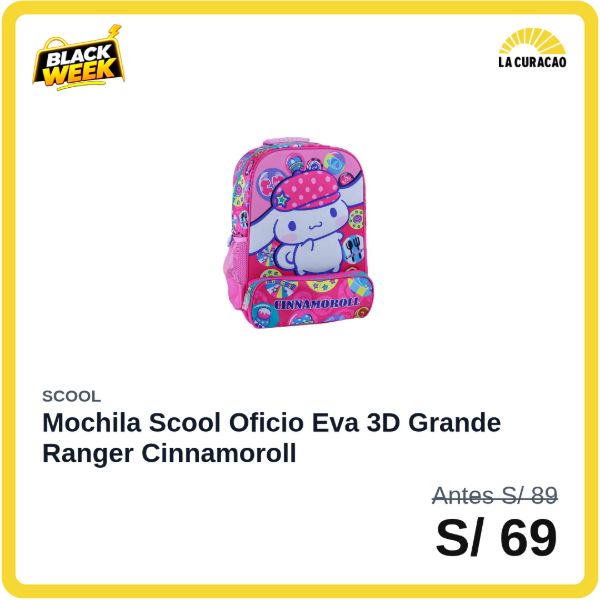 BLACK
WEEK
LA CURACAO
CINNAMOROLL
SCOOL
Mochila Scool Oficio Eva 3D Grande
Ranger Cinnamoroll
Antes S/ 89
S/ 69